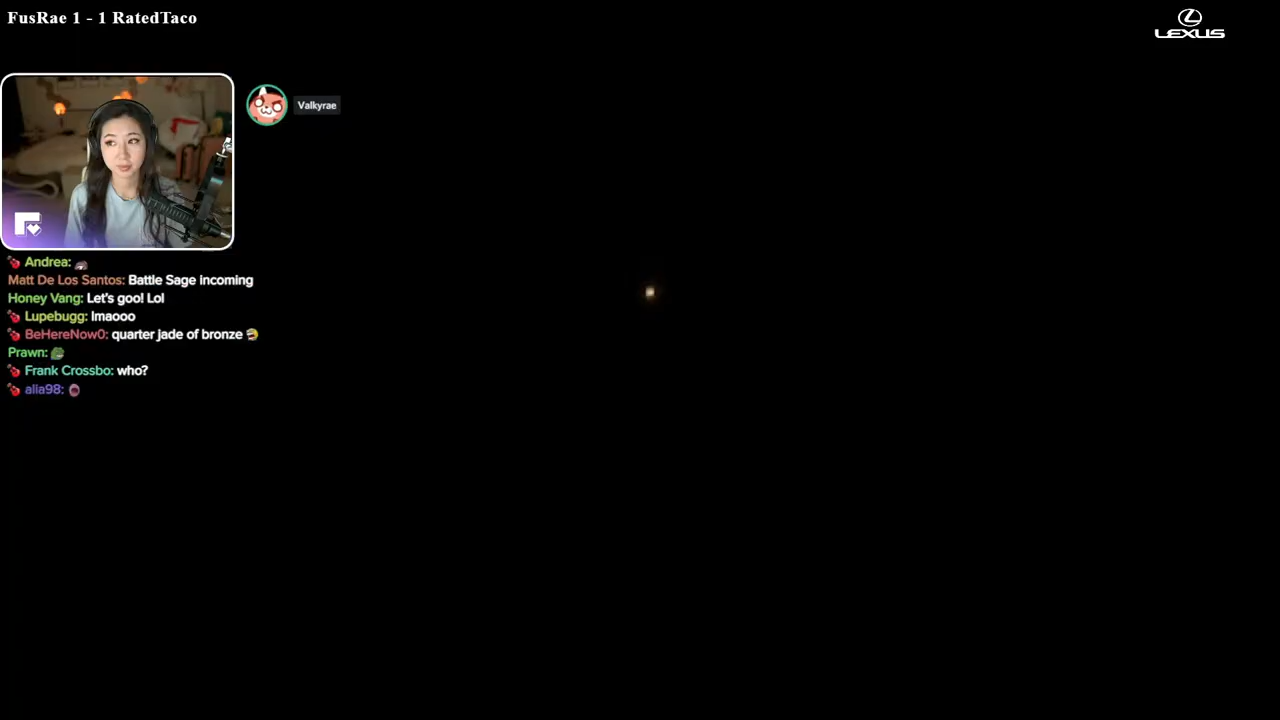 FusRae 1 - 1 RatedTaco
LEXUS
Valkyrae
Andrea:
Matt De Los Santos: Battle Sage incoming
Honey Vang: Let's goo! Lol
Lupebugg: lmaooo
BeHereNow0: quarter jade of bronze
Prawn:
Frank Crossbo: who?
alia98: